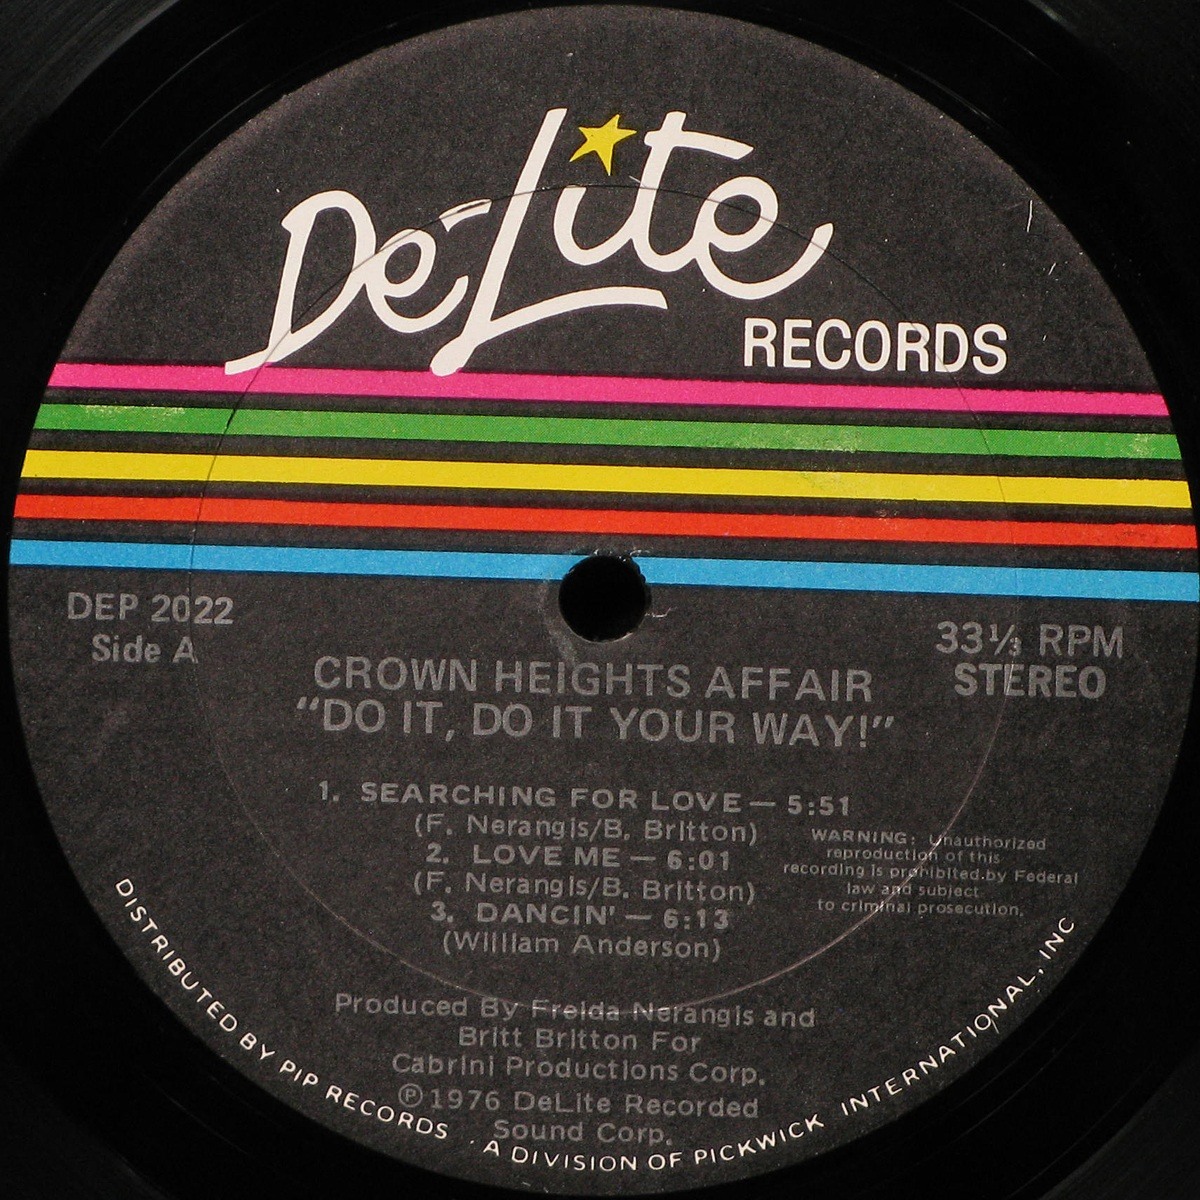 De-Lite
RECORDS
DEP 2022
Side A
33⅓ RPM
STEREO
CROWN HEIGHTS AFFAIR
"DO IT, DO IT YOUR WAY!"
1. SEARCHING FOR LOVE — 5:51
(F. Nerangis/B. Britton)
2. LOVE ME — 6:01
(F. Nerangis/B. Britton)
3. DANCIN' — 6:13
(William Anderson)
WARNING: Unauthorized
reproduction of this
recording is prohibited by Federal
law and subject
to criminal prosecution.
Produced By Freida Nerangis and
Britt Britton For
Cabrini Productions Corp.
℗1976 DeLite Recorded
Sound Corp.
DISTRIBUTED BY PIP RECORDS · A DIVISION OF PICKWICK INTERNATIONAL, INC